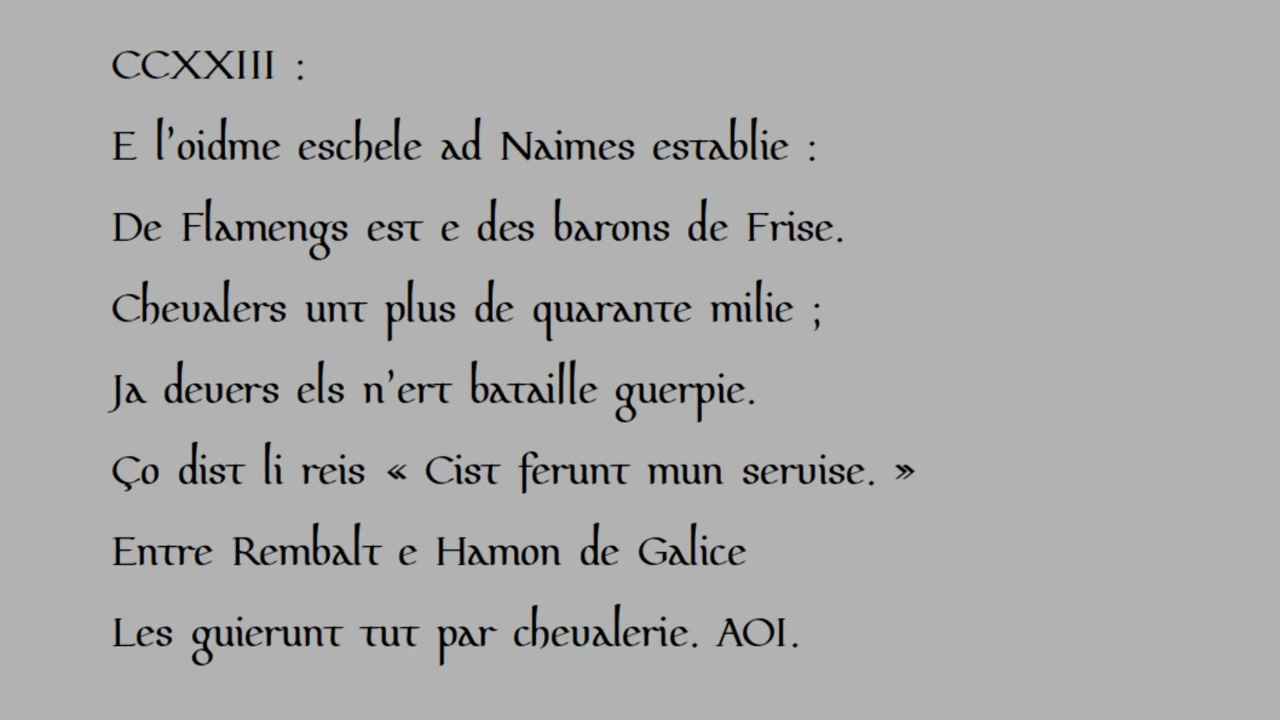 CCXXIII :
E l’oidme eschele ad Naimes establie :
De Flamengs est e des barons de Frise.
Chevalers unt plus de quarante milie ;
Ja devers els n’ert bataille guerpie.
Ço dist li reis « Cist ferunt mun servise. »
Entre Rembalt e Hamon de Galice
Les guierunt tut par chevalerie. AOI.